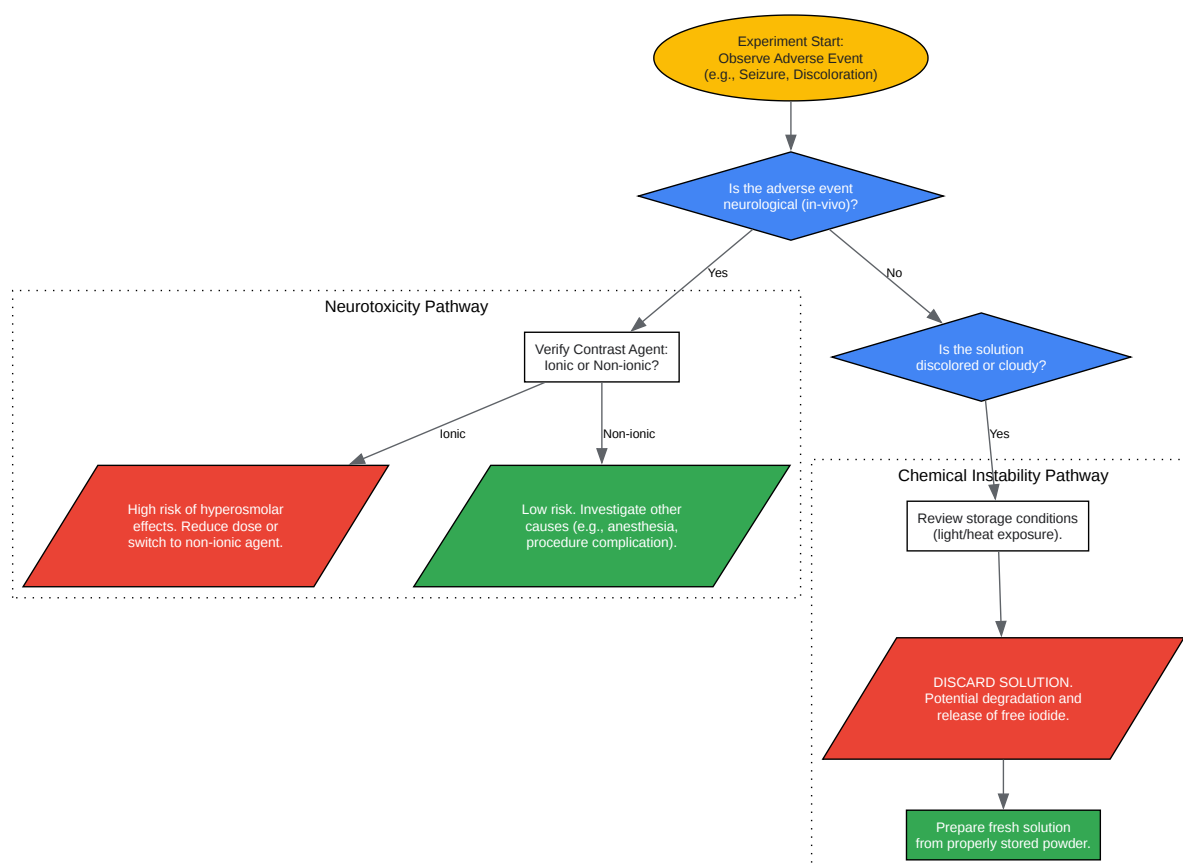 Experiment Start:
Observe Adverse Event
(e.g., Seizure, Discoloration)
Is the adverse event
neurological (in-vivo)?
Yes
No
Neurotoxicity Pathway
Verify Contrast Agent:
Ionic or Non-ionic?
Is the solution
discolored or cloudy?
Ionic
Non-ionic
Yes
High risk of hyperosmolar
effects. Reduce dose or
switch to non-ionic agent.
Low risk. Investigate other
causes (e.g., anesthesia,
procedure complication).
Chemical Instability Pathway
Review storage conditions
(light/heat exposure).
DISCARD SOLUTION.
Potential degradation and
release of free iodide.
Prepare fresh solution
from properly stored powder.